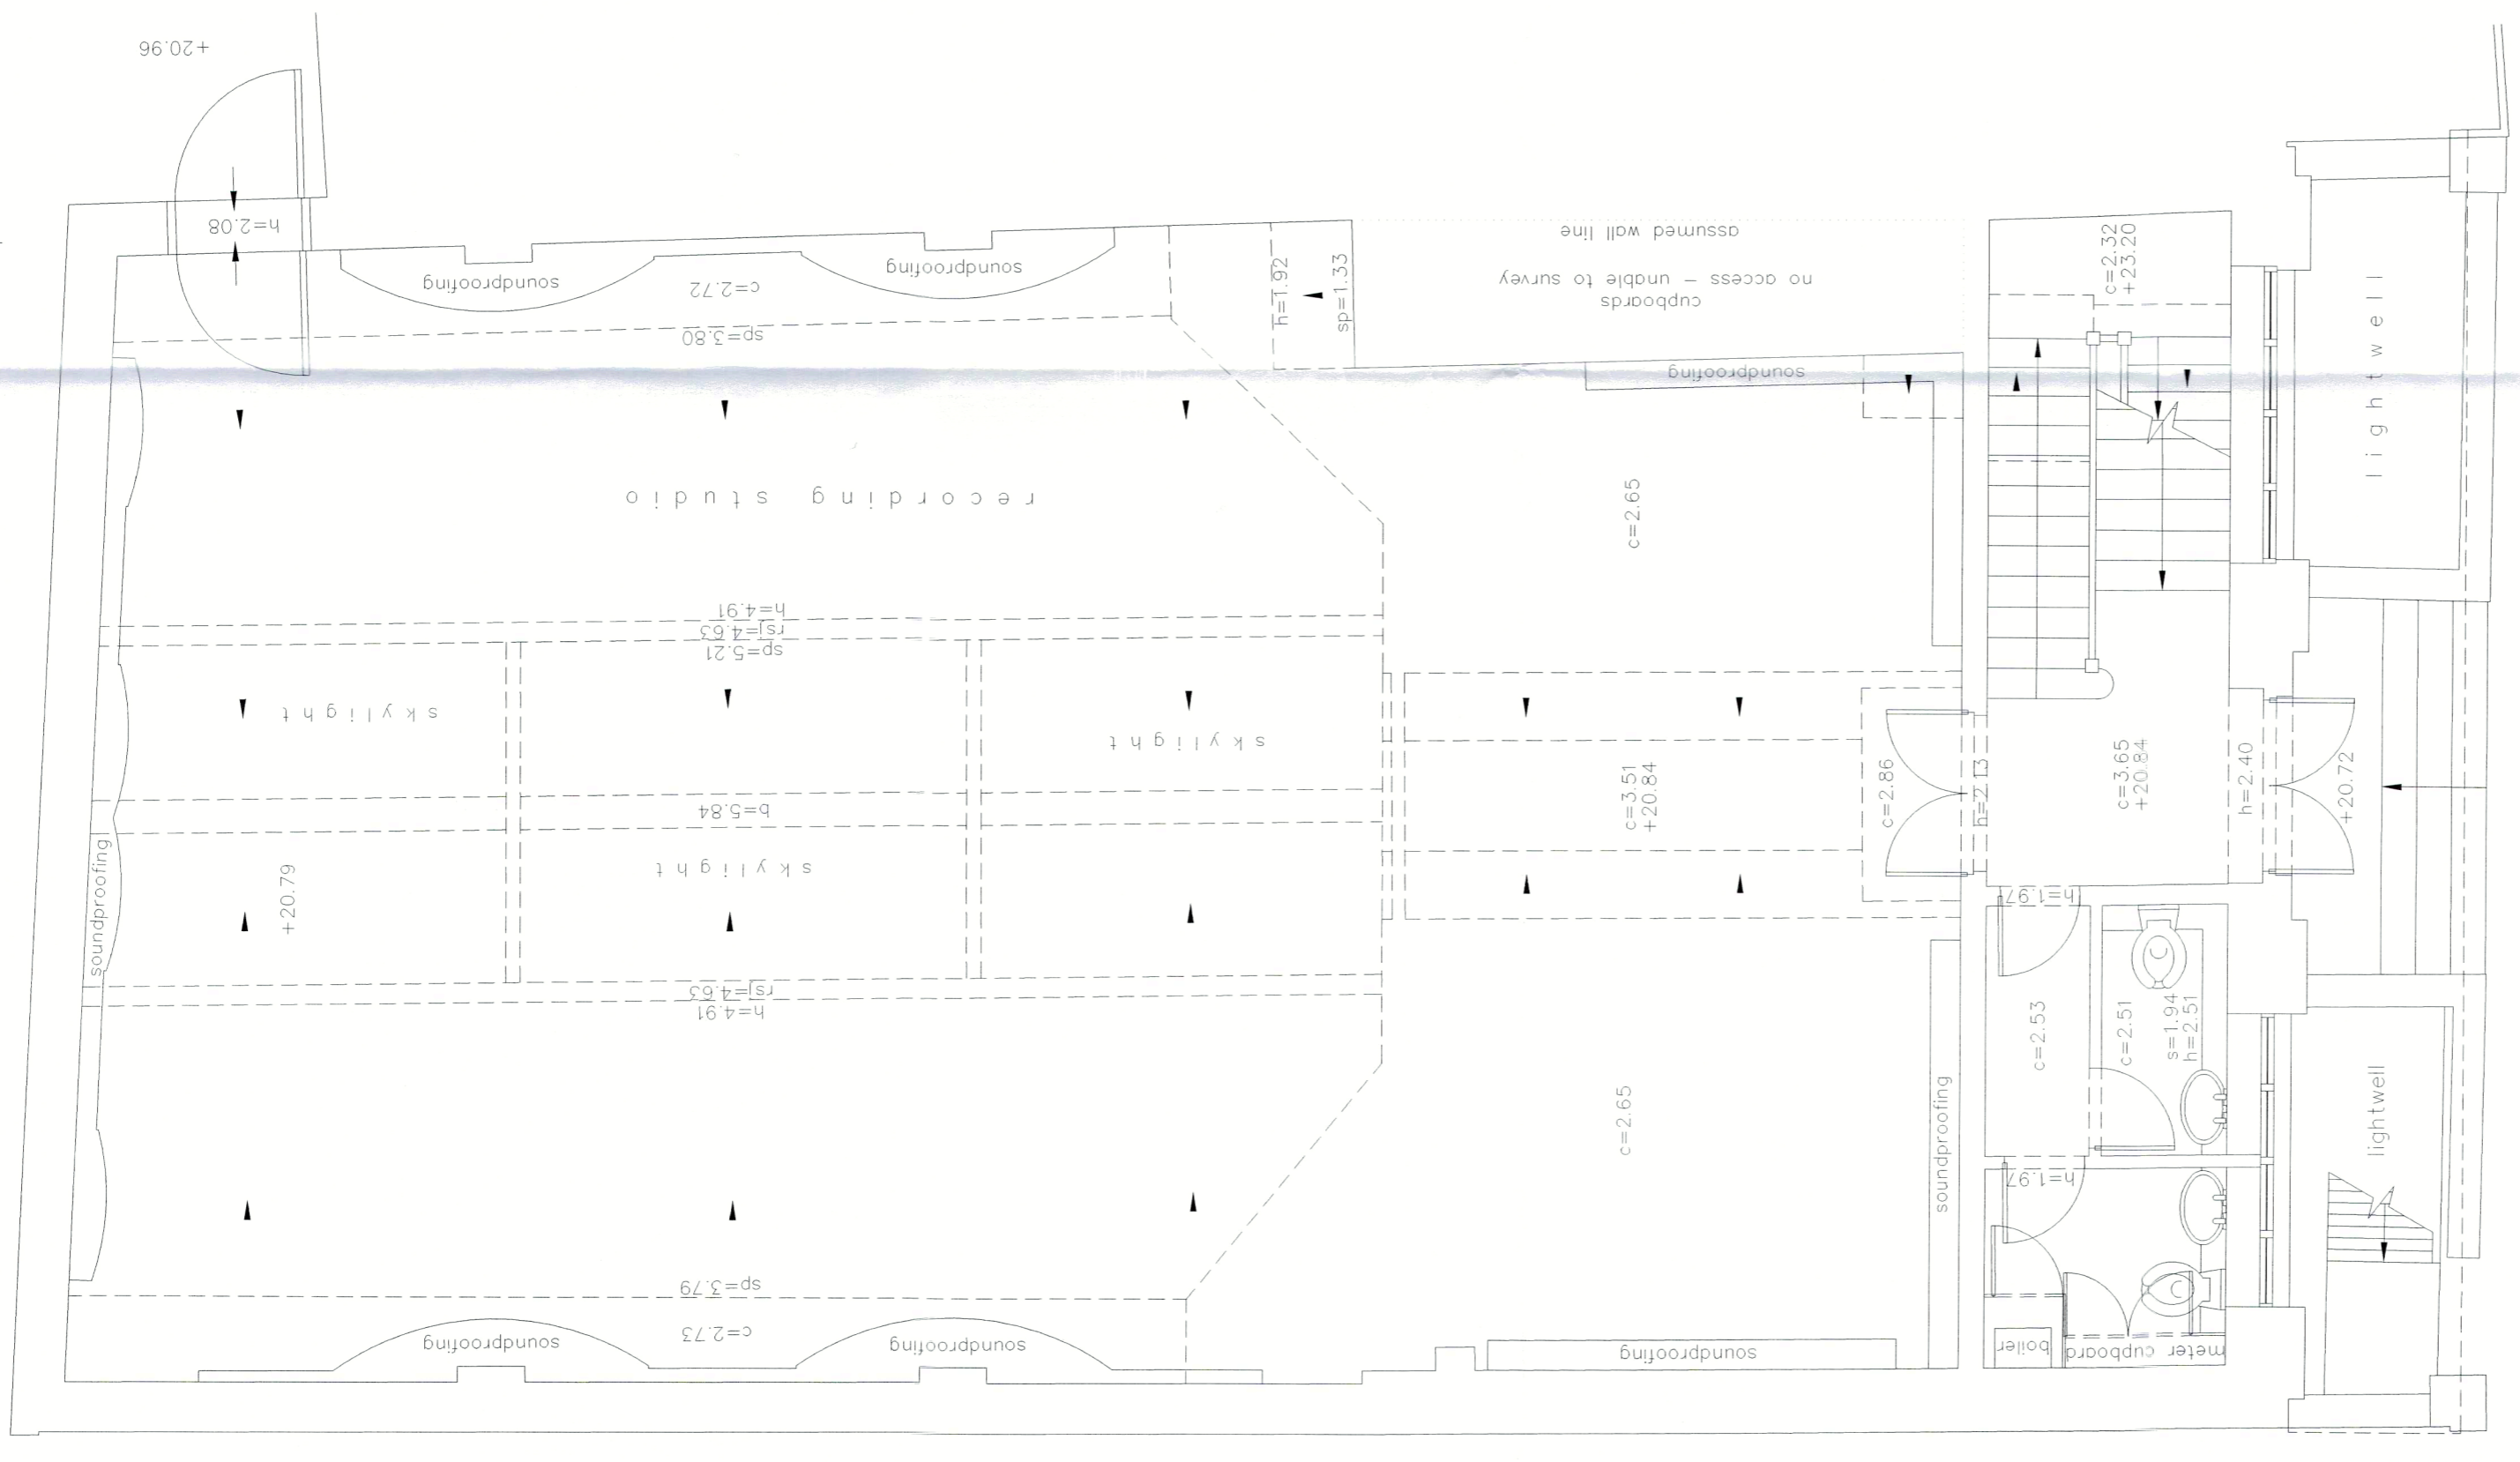 +20.96
h=2.08
soundproofing
c=2.72
soundproofing
sp=3.80
h=1.92
sp=1.33
assumed wall line
no access – unable to survey
cupboards
soundproofing
c=2.32
+23.20
lightwell
recording studio
c=2.65
h=4.91
rsj=4.63
sp=5.21
skylight
skylight
b=5.84
skylight
+20.79
soundproofing
c=3.51
+20.84
c=2.86
h=2.13
c=3.65
+20.84
h=2.40
+20.72
rsj=4.63
h=4.91
h=1.97
c=2.53
c=2.51
s=1.94
h=2.51
c=2.65
soundproofing
h=1.97
lightwell
sp=3.79
c=2.73
soundproofing
soundproofing
soundproofing
boiler
meter cupboard